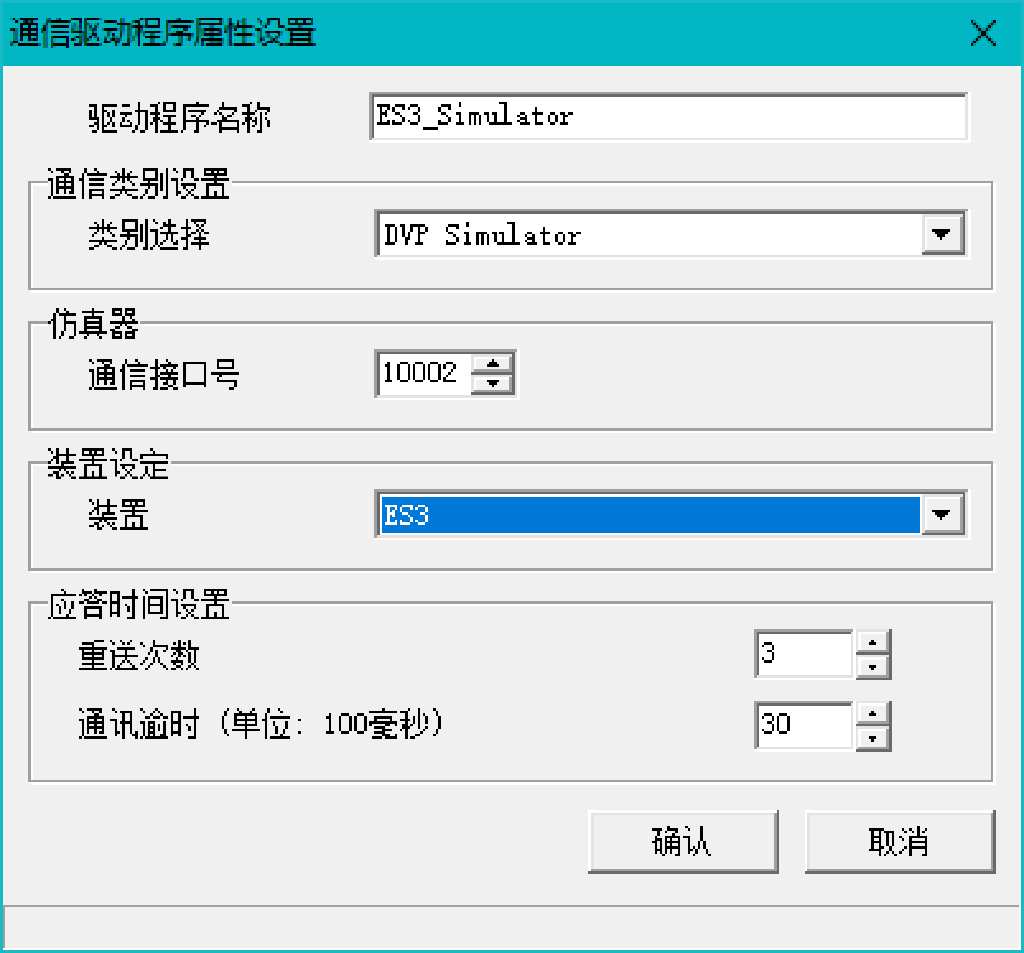 通信驱动程序属性设置
驱动程序名称 ES3_Simulator
通信类别设置
类别选择 DVP Simulator
仿真器
通信接口号 10002
装置设定
装置 ES3
应答时间设置
重送次数 3
通讯逾时（单位：100毫秒） 30
确认 取消